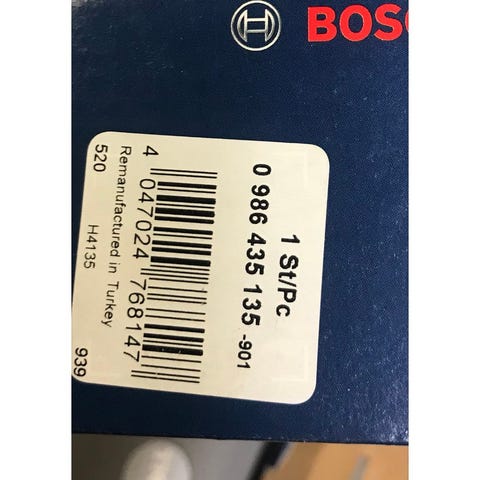 BOSC
1 St/Pc
0 986 435 135 -901
4 047024 768147
Remanufactured in Turkey
520 H4135 939